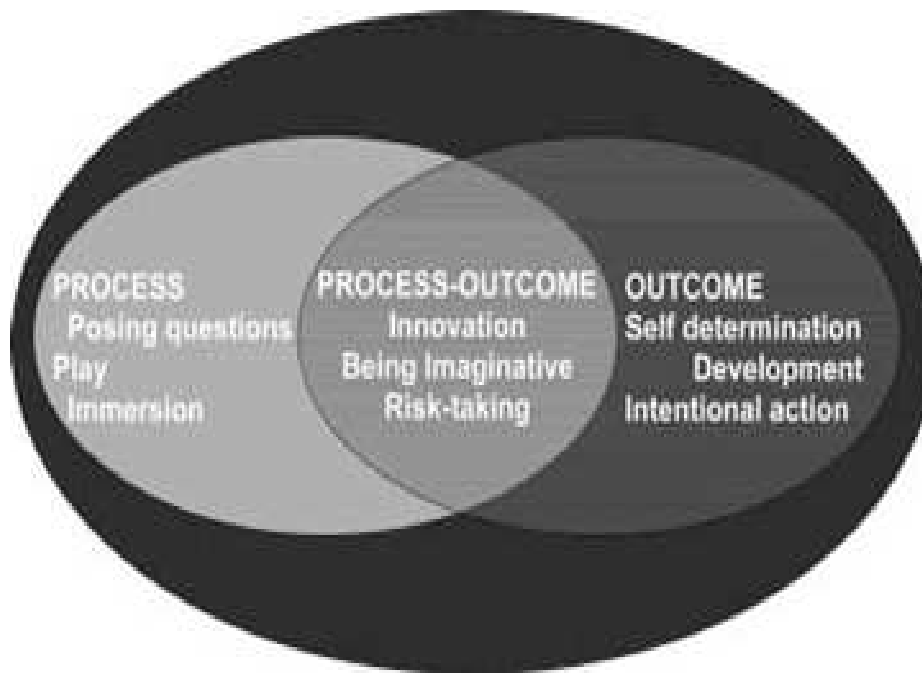 PROCESS
Posing questions
Play
Immersion
PROCESS-OUTCOME
Innovation
Being Imaginative
Risk-taking
OUTCOME
Self determination
Development
Intentional action